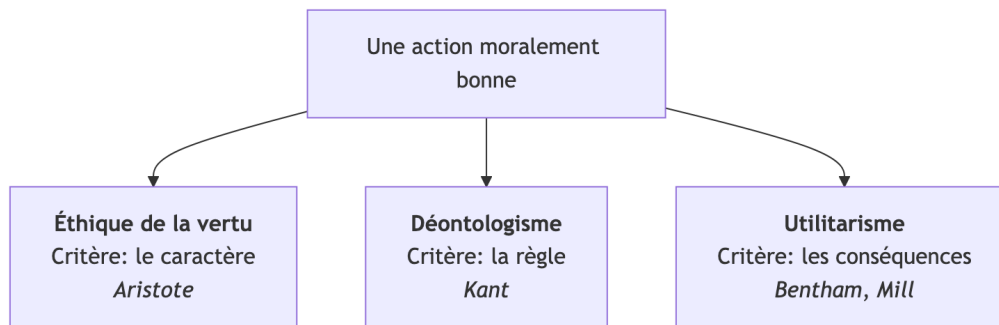 Une action moralement
bonne
Éthique de la vertu
Critère: le caractère
Aristote
Déontologisme
Critère: la règle
Kant
Utilitarisme
Critère: les conséquences
Bentham, Mill